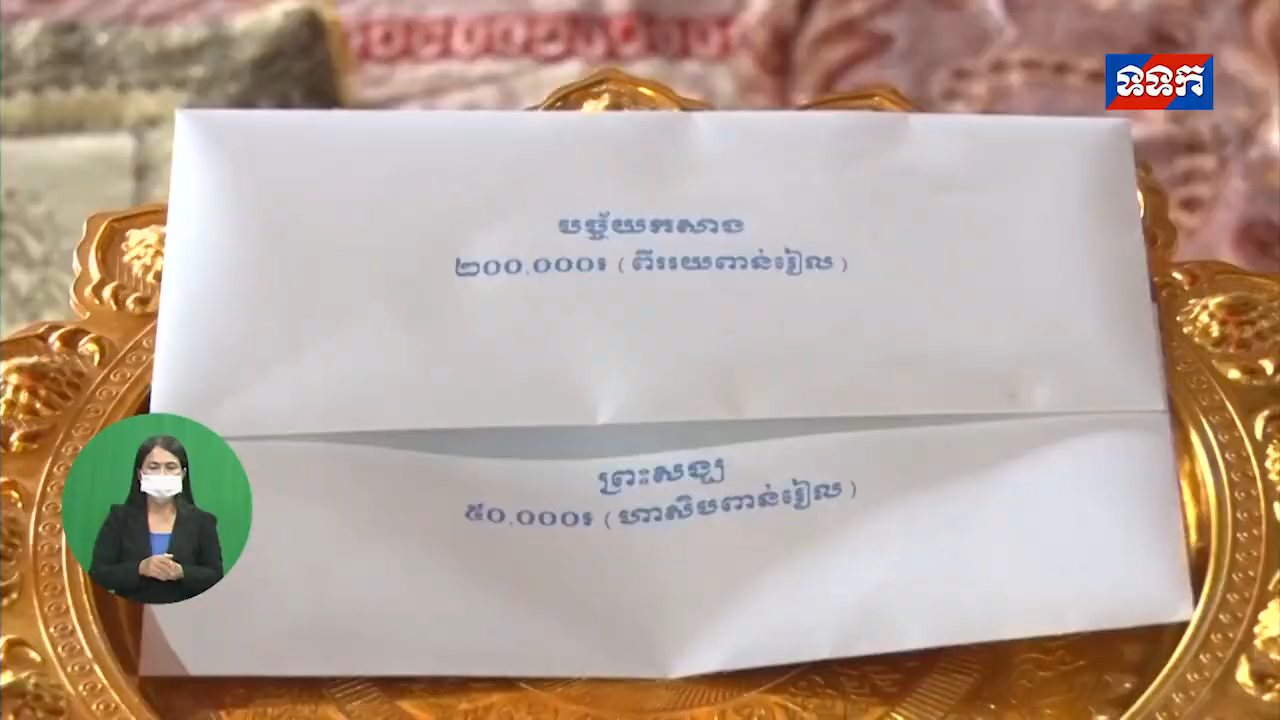 ទទក
បច្ច័យកសាង
២០០.០០០៛ (ពីររយពាន់រៀល)
ព្រះសង្ឃ
៥០.០០០៛ (ហាសិបពាន់រៀល)